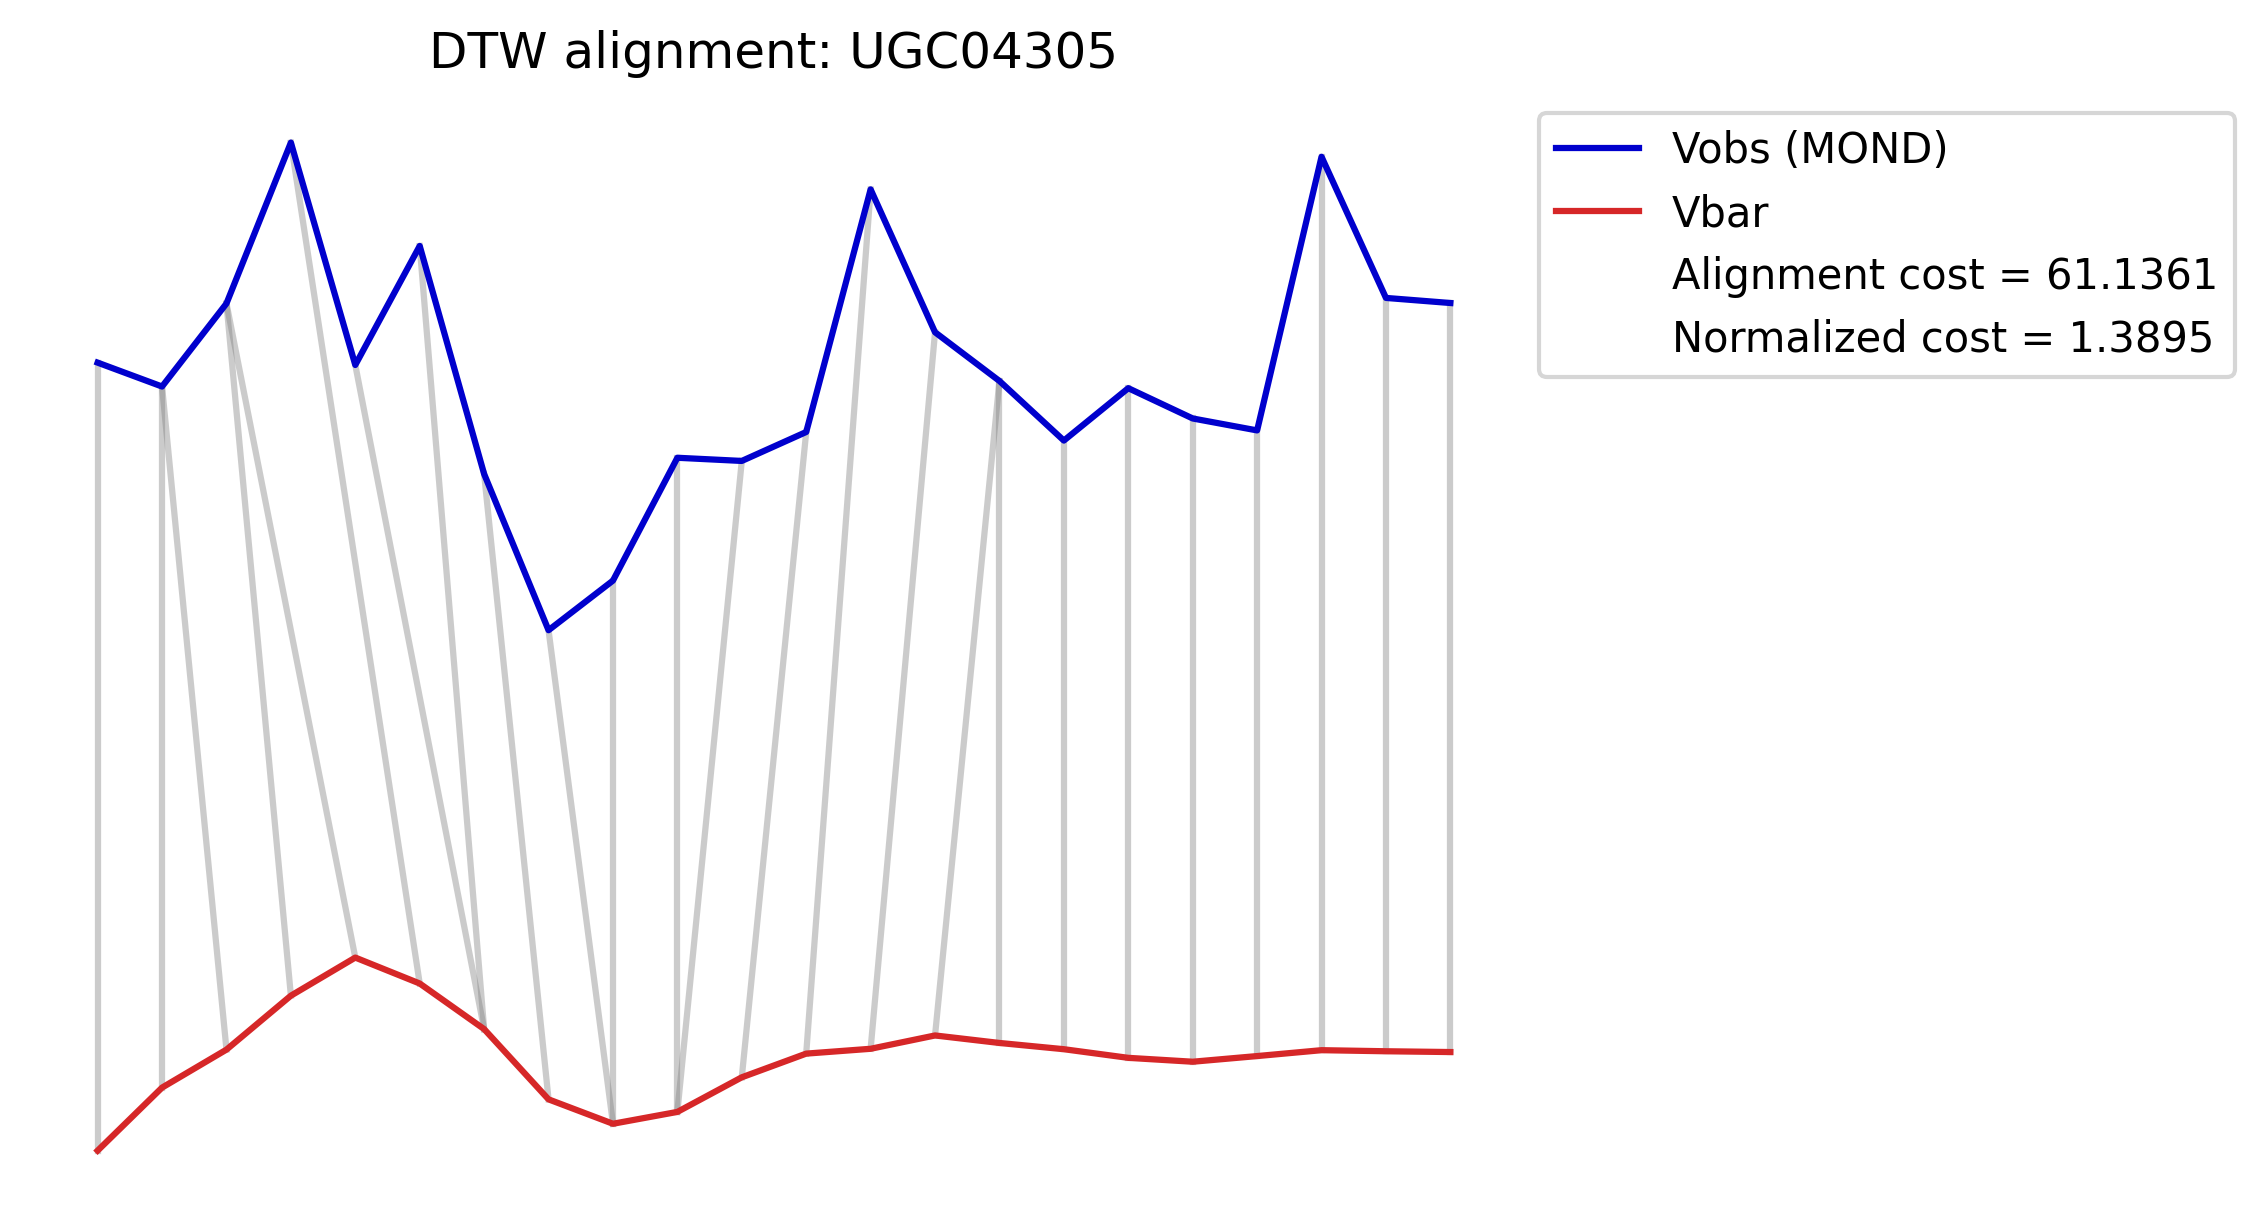 DTW alignment: UGC04305
Vobs (MOND)
Vbar
Alignment cost = 61.1361
Normalized cost = 1.3895